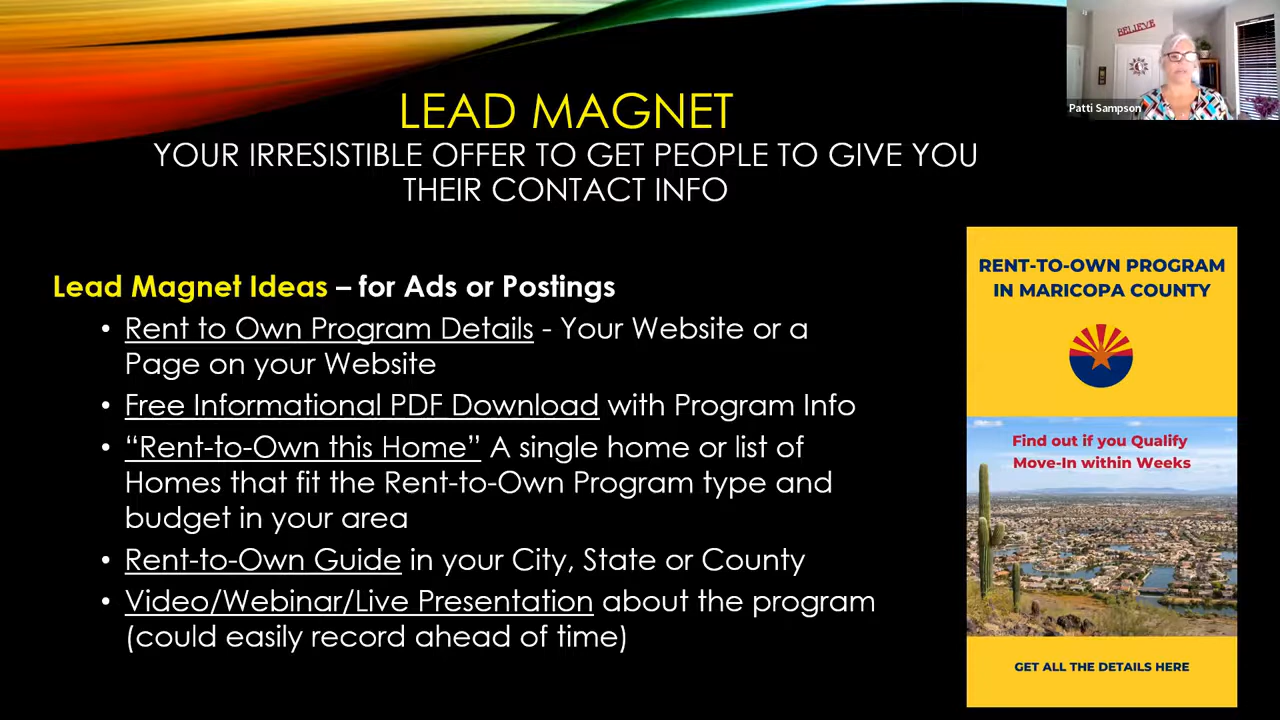 BELIEVE
Patti Sampson
LEAD MAGNET
YOUR IRRESISTIBLE OFFER TO GET PEOPLE TO GIVE YOU
THEIR CONTACT INFO
Lead Magnet Ideas – for Ads or Postings
• Rent to Own Program Details - Your Website or a
Page on your Website
• Free Informational PDF Download with Program Info
• “Rent-to-Own this Home” A single home or list of
Homes that fit the Rent-to-Own Program type and
budget in your area
• Rent-to-Own Guide in your City, State or County
• Video/Webinar/Live Presentation about the program
(could easily record ahead of time)
RENT-TO-OWN PROGRAM
IN MARICOPA COUNTY
Find out if you Qualify
Move-In within Weeks
GET ALL THE DETAILS HERE